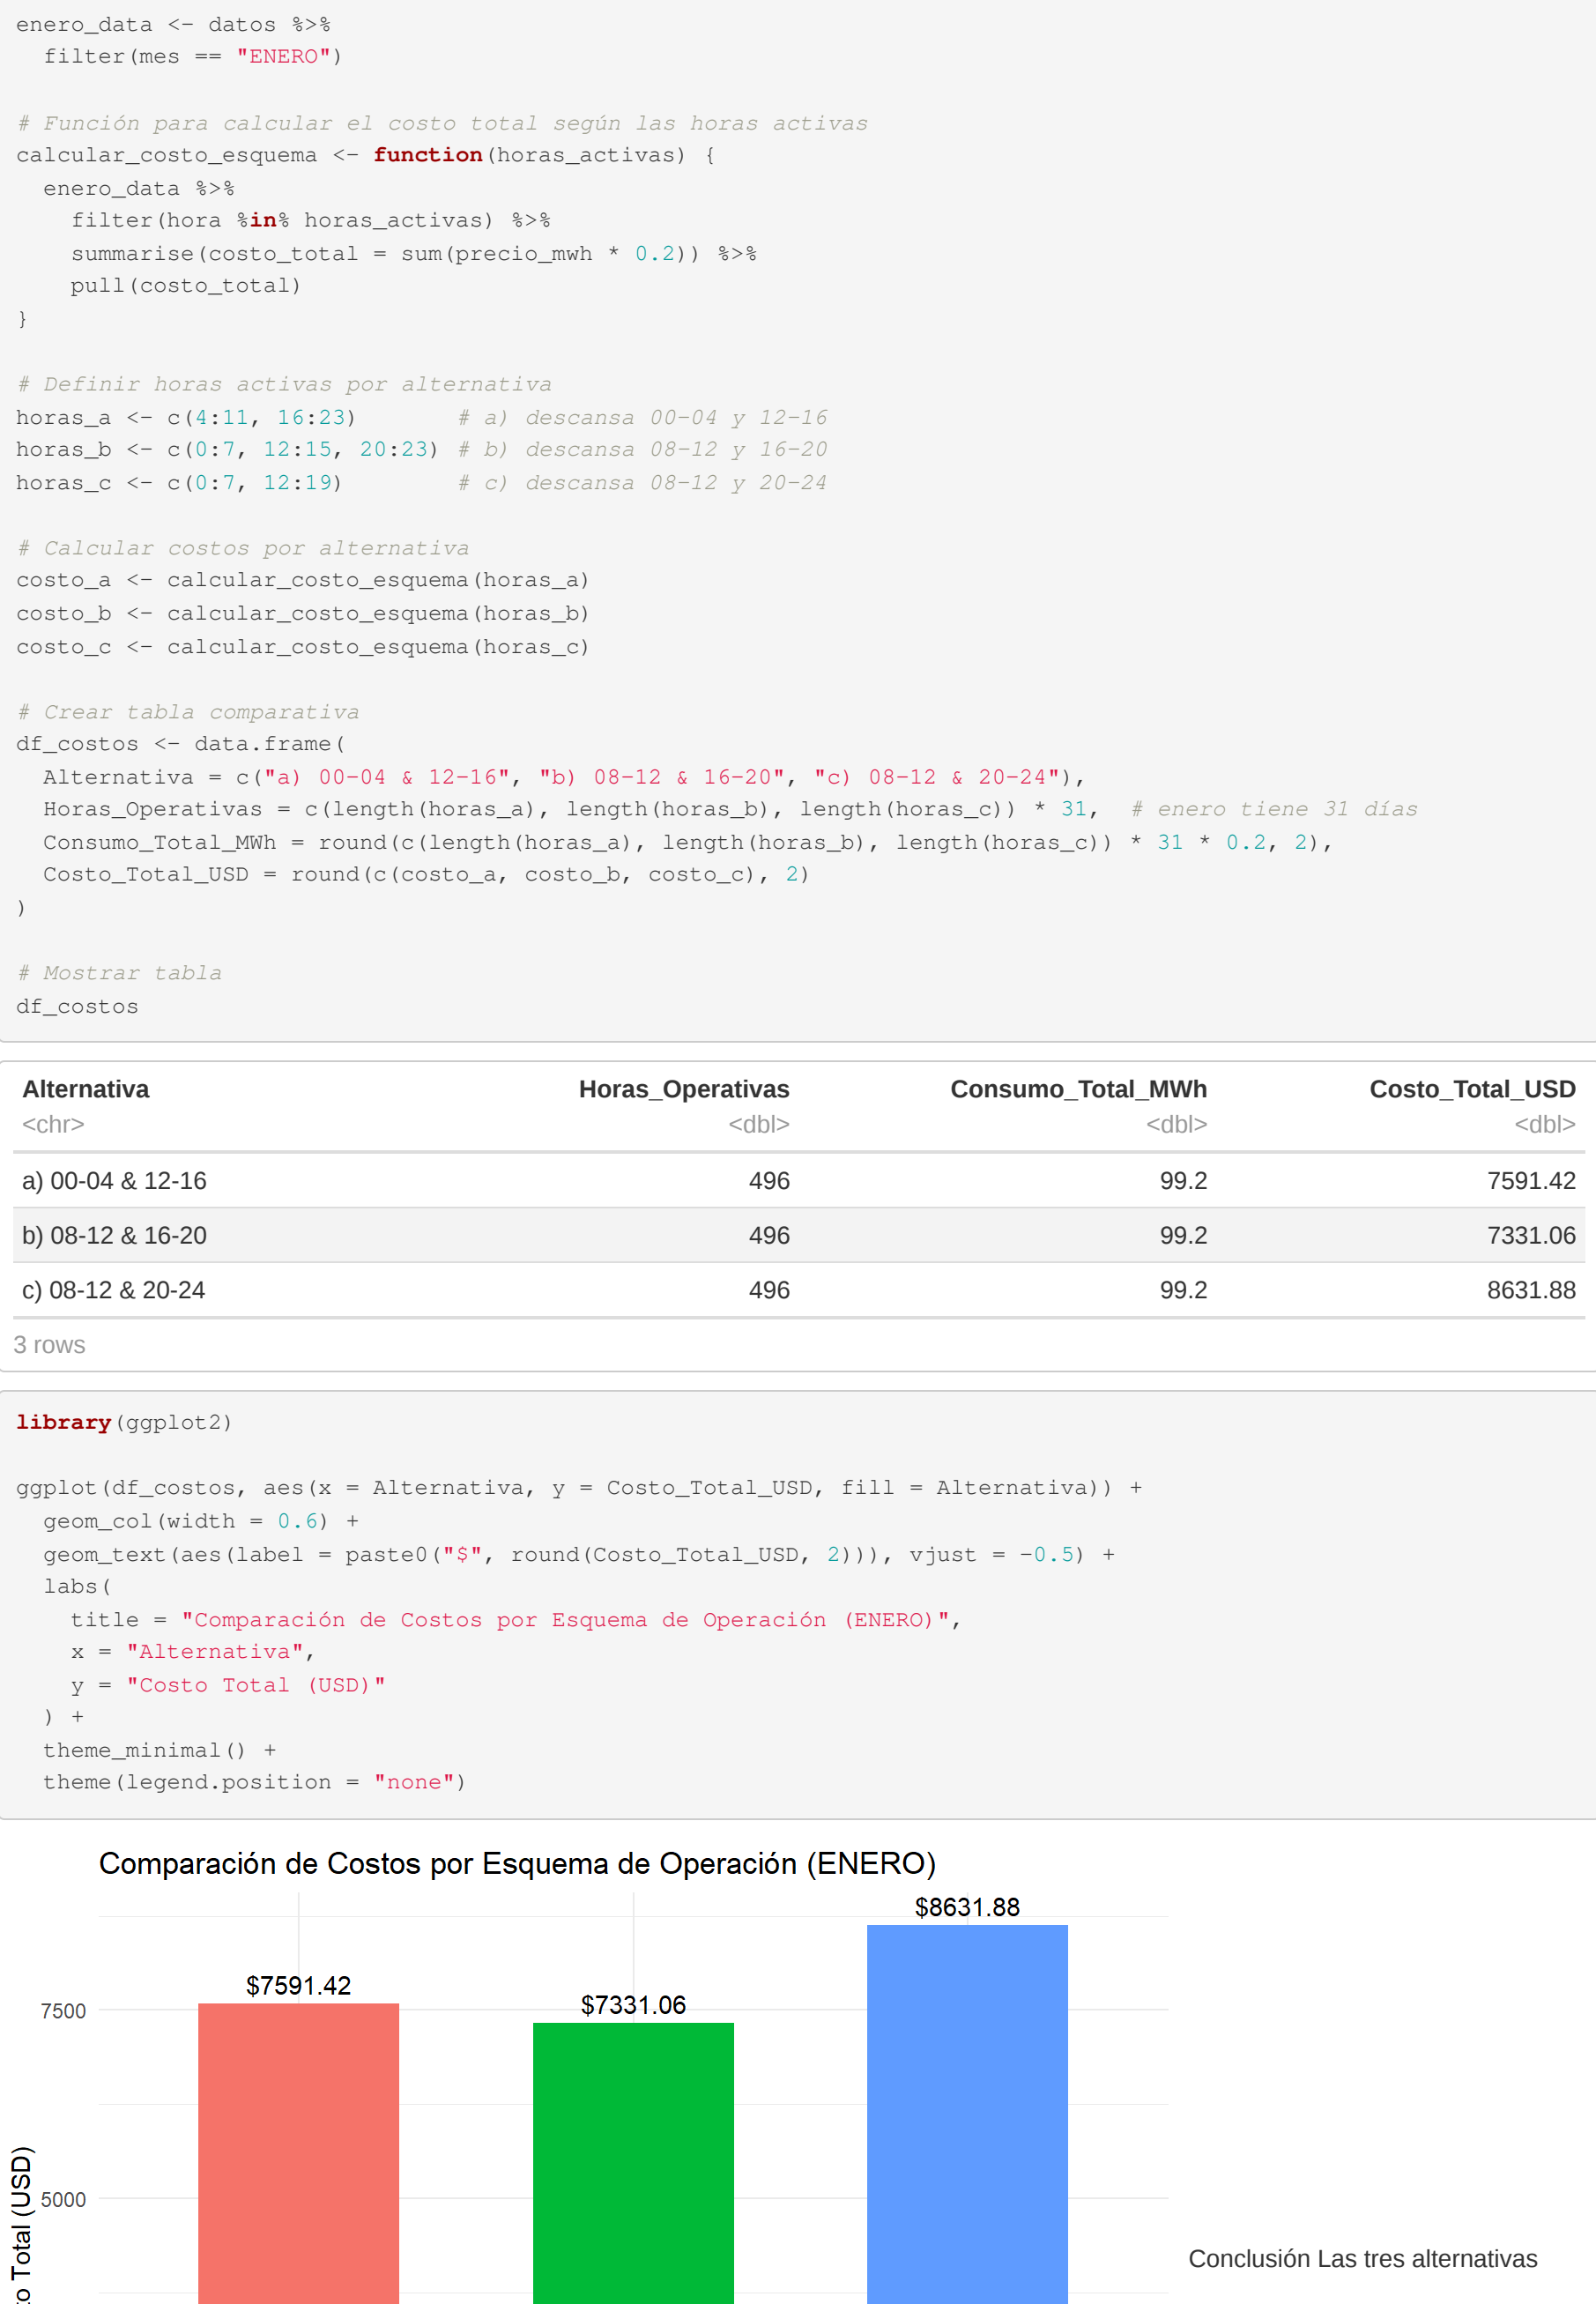 enero_data <- datos %>%
  filter(mes == "ENERO")

# Función para calcular el costo total según las horas activas
calcular_costo_esquema <- function(horas_activas) {
  enero_data %>%
    filter(hora %in% horas_activas) %>%
    summarise(costo_total = sum(precio_mwh * 0.2)) %>%
    pull(costo_total)
}

# Definir horas activas por alternativa
horas_a <- c(4:11, 16:23)       # a) descansa 00-04 y 12-16
horas_b <- c(0:7, 12:15, 20:23) # b) descansa 08-12 y 16-20
horas_c <- c(0:7, 12:19)        # c) descansa 08-12 y 20-24

# Calcular costos por alternativa
costo_a <- calcular_costo_esquema(horas_a)
costo_b <- calcular_costo_esquema(horas_b)
costo_c <- calcular_costo_esquema(horas_c)

# Crear tabla comparativa
df_costos <- data.frame(
  Alternativa = c("a) 00-04 & 12-16", "b) 08-12 & 16-20", "c) 08-12 & 20-24"),
  Horas_Operativas = c(length(horas_a), length(horas_b), length(horas_c)) * 31,  # enero tiene 31 días
  Consumo_Total_MWh = round(c(length(horas_a), length(horas_b), length(horas_c)) * 31 * 0.2, 2),
  Costo_Total_USD = round(c(costo_a, costo_b, costo_c), 2)
)

# Mostrar tabla
df_costos
Alternativa Horas_Operativas Consumo_Total_MWh Costo_Total_USD
<chr> <dbl> <dbl> <dbl>
a) 00-04 & 12-16 496 99.2 7591.42
b) 08-12 & 16-20 496 99.2 7331.06
c) 08-12 & 20-24 496 99.2 8631.88
3 rows
library(ggplot2)

ggplot(df_costos, aes(x = Alternativa, y = Costo_Total_USD, fill = Alternativa)) +
  geom_col(width = 0.6) +
  geom_text(aes(label = paste0("$", round(Costo_Total_USD, 2))), vjust = -0.5) +
  labs(
    title = "Comparación de Costos por Esquema de Operación (ENERO)",
    x = "Alternativa",
    y = "Costo Total (USD)"
  ) +
  theme_minimal() +
  theme(legend.position = "none")
Comparación de Costos por Esquema de Operación (ENERO)
$8631.88
$7591.42
$7331.06
7500
5000
to Total (USD)
Conclusión Las tres alternativas